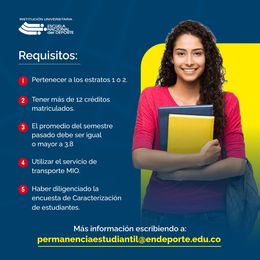 INSTITUCIÓN UNIVERSITARIA
ESCUELA
NACIONAL
del DEPORTE
Requisitos:
1 Pertenecer a los estratos 1 o 2.
2 Tener más de 12 créditos
matriculados.
3 El promedio del semestre
pasado debe ser igual
o mayor a 3.8
4 Utilizar el servicio de
transporte MIO.
5 Haber diligenciado la
encuesta de Caracterización
de estudiantes.
Más información escribiendo a:
permanenciaestudiantil@endeporte.edu.co